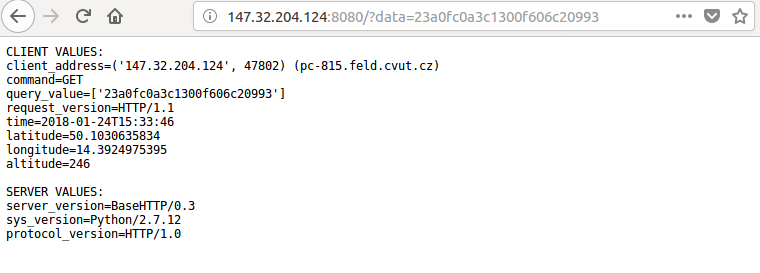 147.32.204.124:8080/?data=23a0fc0a3c1300f606c20993
CLIENT VALUES:
client_address=('147.32.204.124', 47802) (pc-815.feld.cvut.cz)
command=GET
query_value=['23a0fc0a3c1300f606c20993']
request_version=HTTP/1.1
time=2018-01-24T15:33:46
latitude=50.1030635834
longitude=14.3924975395
altitude=246
SERVER VALUES:
server_version=BaseHTTP/0.3
sys_version=Python/2.7.12
protocol_version=HTTP/1.0